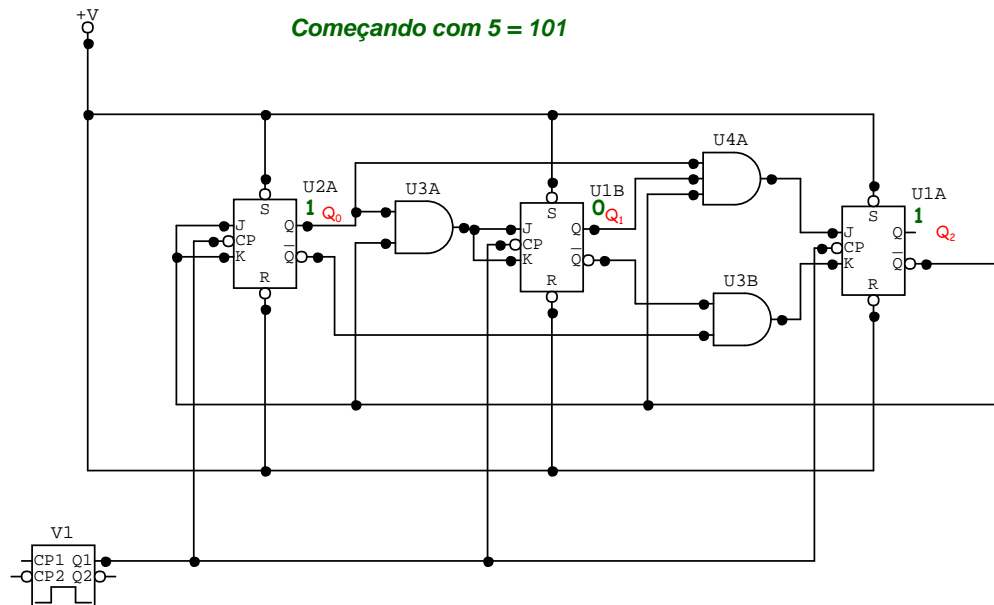 +V
Começando com 5 = 101
U4A
U2A
U3A
U1B
U1A
1 Q₀
0 Q₁
1
Q₂
S
J Q
CP
K Q̅
R
S
J Q
CP
K Q̅
R
S
J Q
CP
K Q̅
R
U3B
V1
CP1 Q1
CP2 Q2